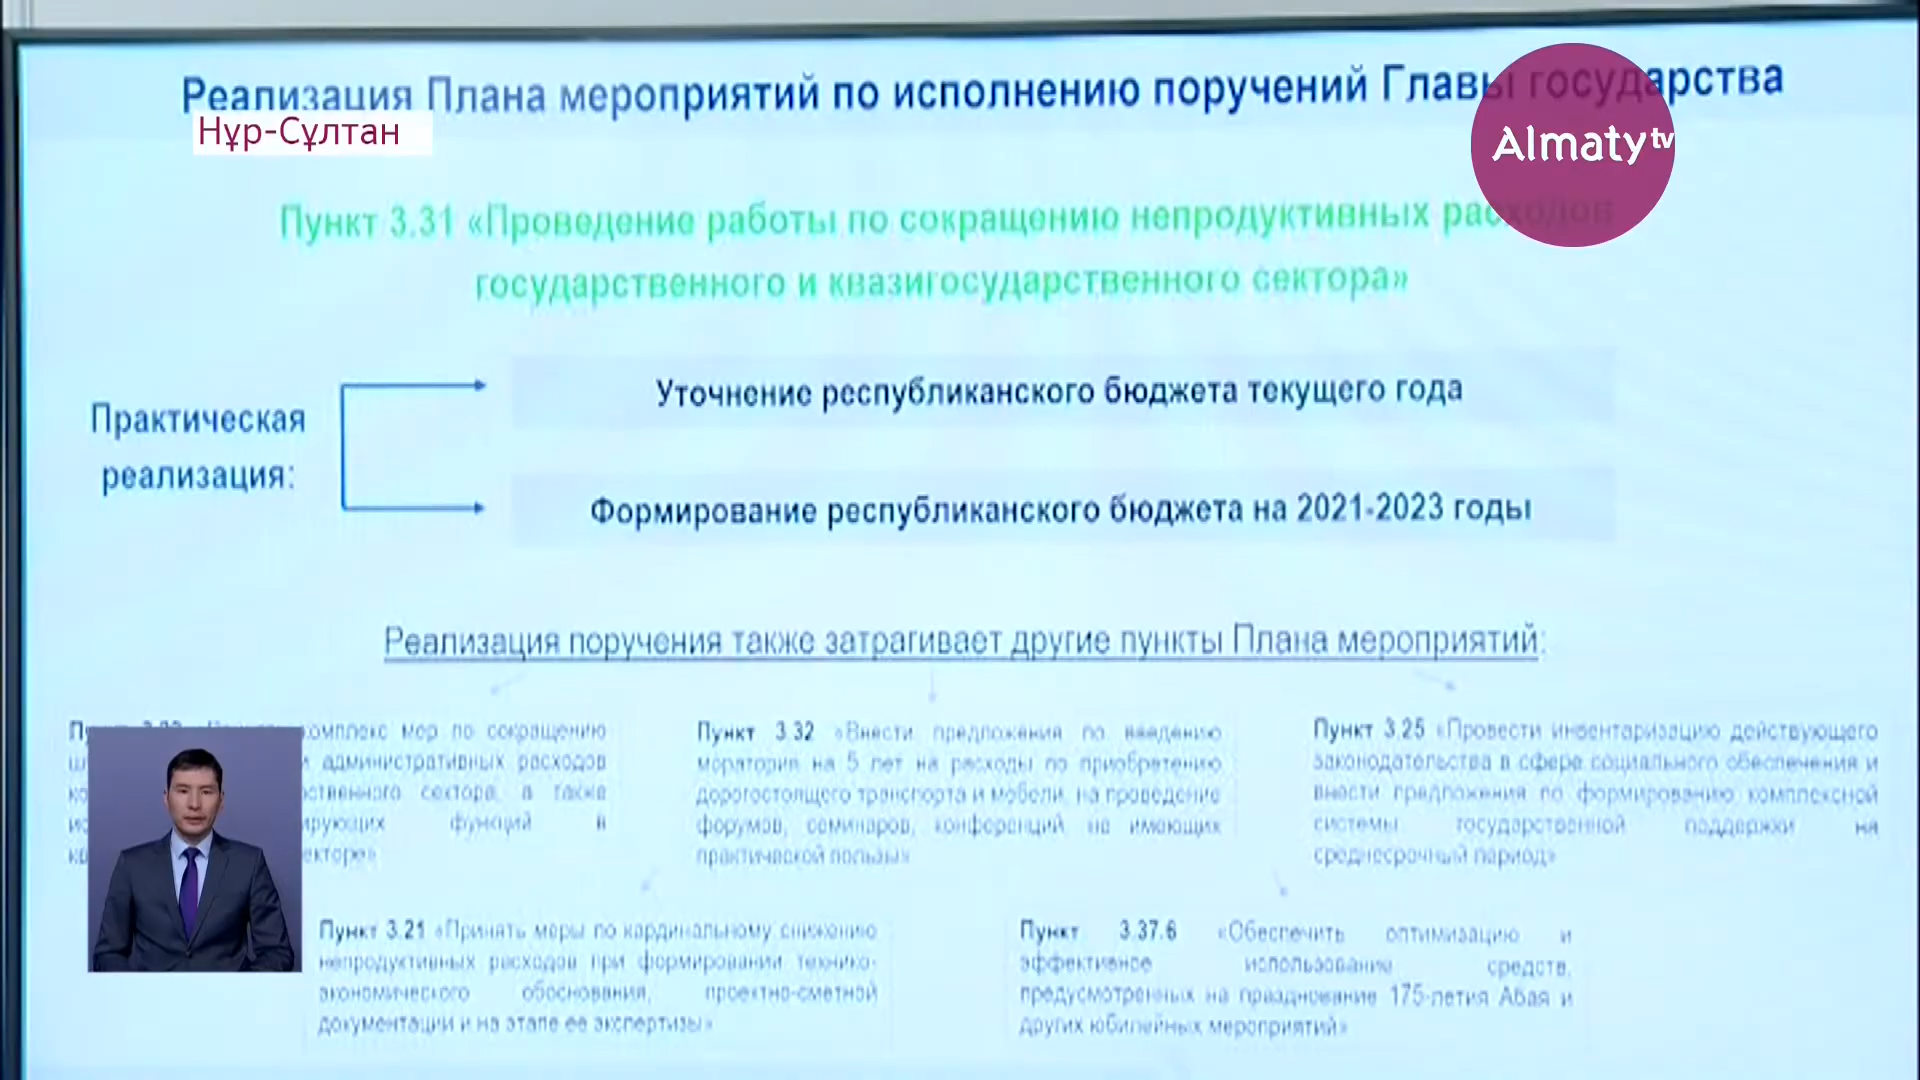 Реализация Плана мероприятий по исполнению поручений Главы государства
Нұр-Сұлтан
Almaty tv
Пункт 3.31 «Проведение работы по сокращению непродуктивных расходов
государственного и квазигосударственного сектора»
Практическая
реализация:
Уточнение республиканского бюджета текущего года
Формирование республиканского бюджета на 2021-2023 годы
Реализация поручения также затрагивает другие пункты Плана мероприятий:
комплекс мер по сокращению
административных расходов
сектора, а также
функций в
Пункт 3.32 «Внести предложения по введению
моратория на 5 лет на расходы по приобретению
дорогостоящего транспорта и мебели, на проведение
форумов, семинаров, конференций не имеющих
практической пользы»
Пункт 3.25 «Провести инвентаризацию действующего
законодательства в сфере социального обеспечения и
внести предложения по формированию комплексной
системы государственной поддержки на
среднесрочный период»
Пункт 3.21 «Принять меры по кардинальному снижению
непродуктивных расходов при формировании технико-
экономического обоснования, проектно-сметной
документации и на этапе ее экспертизы»
Пункт 3.37.6 «Обеспечить оптимизацию и
эффективное использование средств,
предусмотренных на празднование 175-летия Абая и
других юбилейных мероприятий»